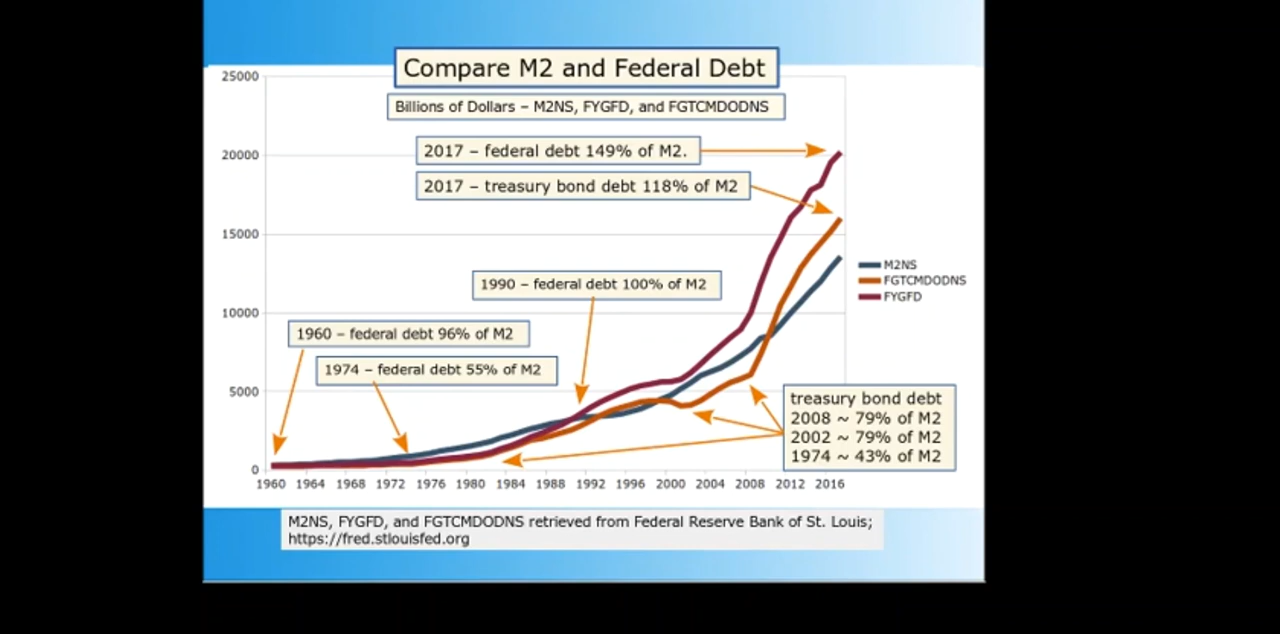 Compare M2 and Federal Debt
Billions of Dollars – M2NS, FYGFD, and FGTCMDODNS
2017 – federal debt 149% of M2.
2017 – treasury bond debt 118% of M2
1990 – federal debt 100% of M2
1960 – federal debt 96% of M2
1974 – federal debt 55% of M2
treasury bond debt
2008 ~ 79% of M2
2002 ~ 79% of M2
1974 ~ 43% of M2
25000
20000
15000
10000
5000
0
1960 1964 1968 1972 1976 1980 1984 1988 1992 1996 2000 2004 2008 2012 2016
M2NS
FGTCMDODNS
FYGFD
M2NS, FYGFD, and FGTCMDODNS retrieved from Federal Reserve Bank of St. Louis;
https://fred.stlouisfed.org